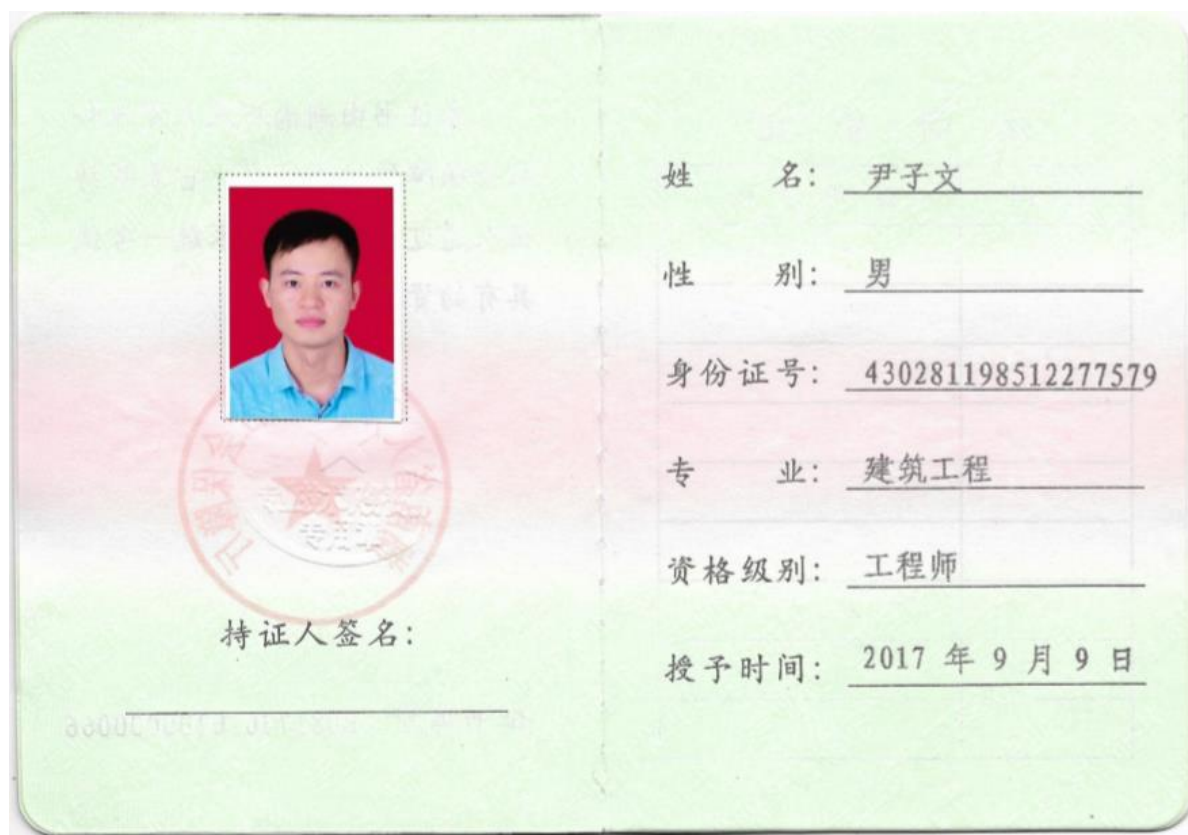 持证人签名:
姓 名: 尹子文
性 别: 男
身份证号: 430281198512277579
专 业: 建筑工程
资格级别: 工程师
授予时间: 2017 年 9 月 9 日